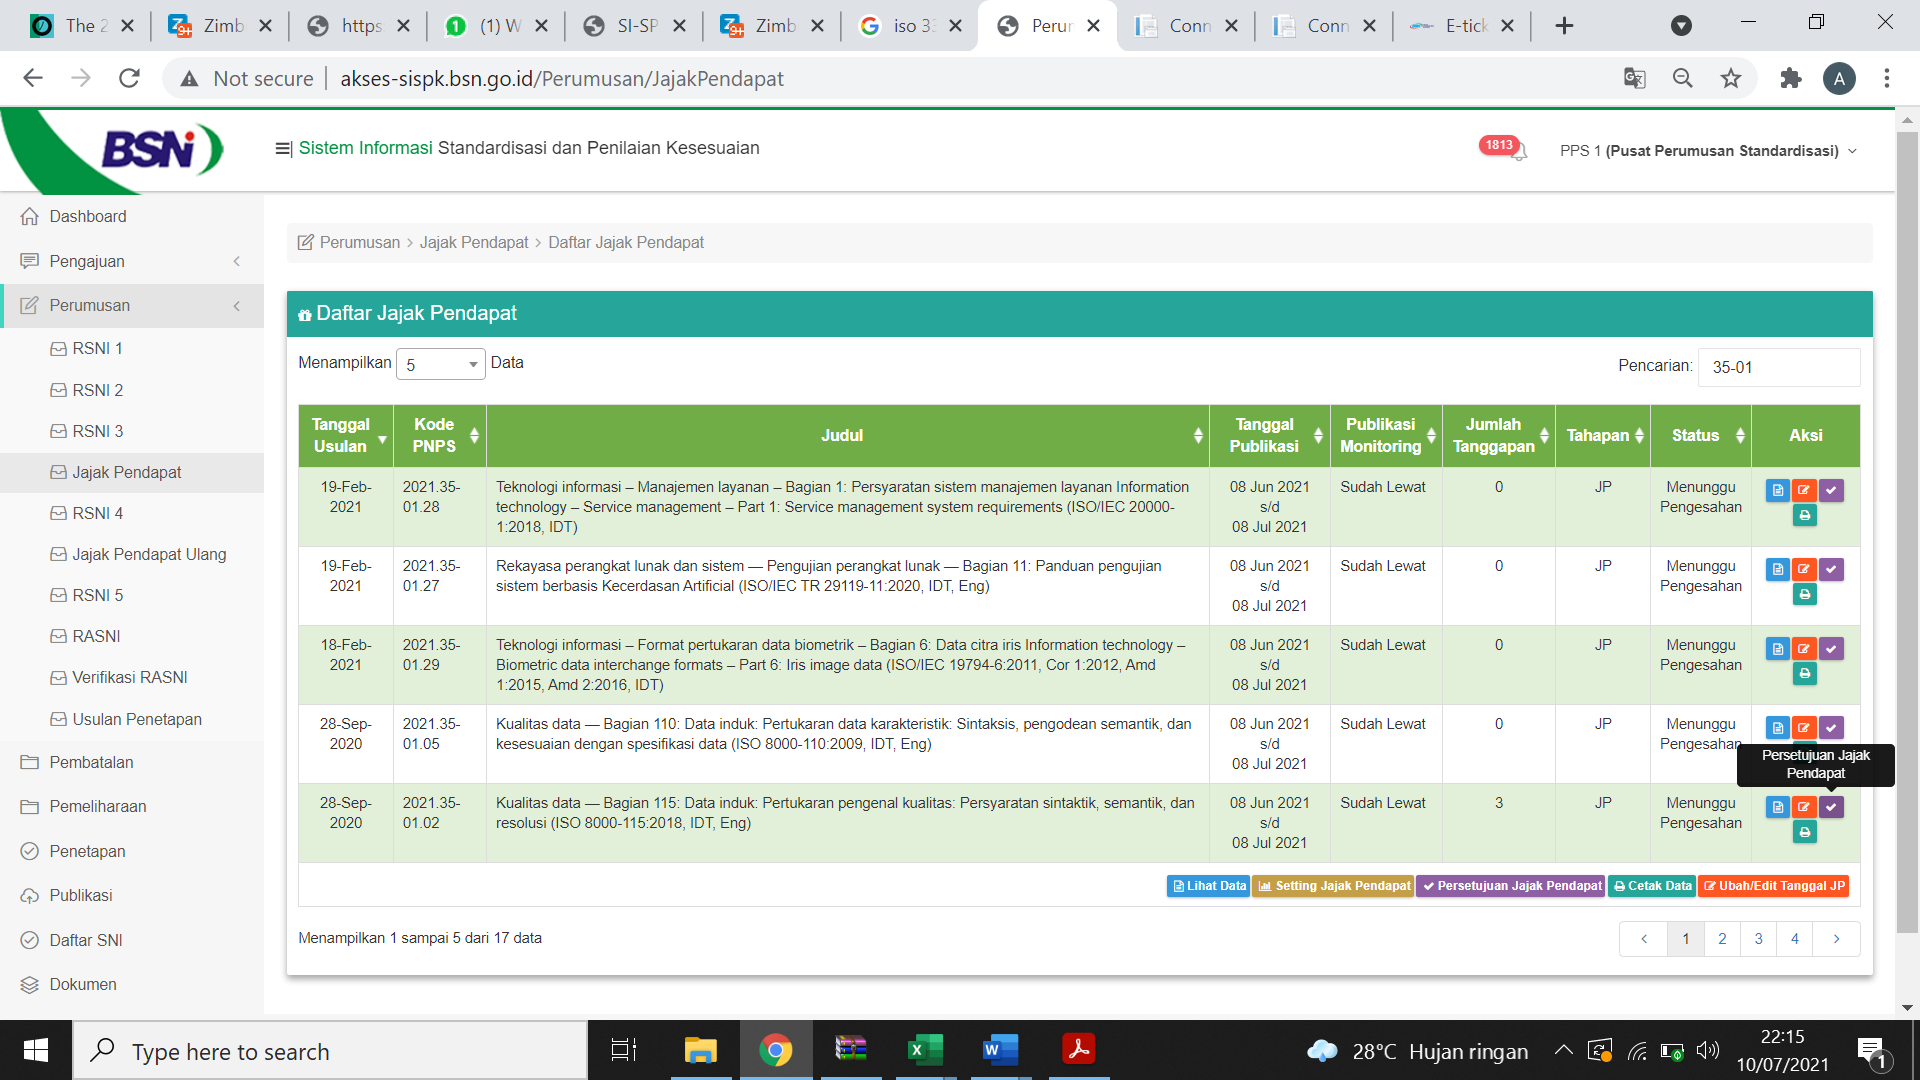 The 2
Zimb
https
(1) W
SI-SP
Zimb
iso 3
Perum
Conn
Conn
E-tick
Not secure
akses-sispk.bsn.go.id/Perumusan/JajakPendapat
A
BSN
Sistem Informasi Standardisasi dan Penilaian Kesesuaian
1813
PPS 1 (Pusat Perumusan Standardisasi)
Dashboard
Pengajuan
Perumusan
RSNI 1
RSNI 2
RSNI 3
Jajak Pendapat
RSNI 4
Jajak Pendapat Ulang
RSNI 5
RASNI
Verifikasi RASNI
Usulan Penetapan
Pembatalan
Pemeliharaan
Penetapan
Publikasi
Daftar SNI
Dokumen
Perumusan > Jajak Pendapat > Daftar Jajak Pendapat
Daftar Jajak Pendapat
Menampilkan 5 Data
Pencarian: 35-01
Tanggal Usulan
Kode PNPS
Judul
Tanggal Publikasi
Publikasi Monitoring
Jumlah Tanggapan
Tahapan
Status
Aksi
19-Feb-
2021
2021.35-
01.28
Teknologi informasi – Manajemen layanan – Bagian 1: Persyaratan sistem manajemen layanan Information
technology – Service management – Part 1: Service management system requirements (ISO/IEC 20000-
1:2018, IDT)
08 Jun 2021
s/d
08 Jul 2021
Sudah Lewat
0
JP
Menunggu
Pengesahan
19-Feb-
2021
2021.35-
01.27
Rekayasa perangkat lunak dan sistem — Pengujian perangkat lunak — Bagian 11: Panduan pengujian
sistem berbasis Kecerdasan Artificial (ISO/IEC TR 29119-11:2020, IDT, Eng)
08 Jun 2021
s/d
08 Jul 2021
Sudah Lewat
0
JP
Menunggu
Pengesahan
18-Feb-
2021
2021.35-
01.29
Teknologi informasi – Format pertukaran data biometrik – Bagian 6: Data citra iris Information technology –
Biometric data interchange formats – Part 6: Iris image data (ISO/IEC 19794-6:2011, Cor 1:2012, Amd
1:2015, Amd 2:2016, IDT)
08 Jun 2021
s/d
08 Jul 2021
Sudah Lewat
0
JP
Menunggu
Pengesahan
28-Sep-
2020
2021.35-
01.05
Kualitas data — Bagian 110: Data induk: Pertukaran data karakteristik: Sintaksis, pengodean semantik, dan
kesesuaian dengan spesifikasi data (ISO 8000-110:2009, IDT, Eng)
08 Jun 2021
s/d
08 Jul 2021
Sudah Lewat
0
JP
Menunggu
Pengesahan
Persetujuan Jajak
Pendapat
28-Sep-
2020
2021.35-
01.02
Kualitas data — Bagian 115: Data induk: Pertukaran pengenal kualitas: Persyaratan sintaktik, semantik, dan
resolusi (ISO 8000-115:2018, IDT, Eng)
08 Jun 2021
s/d
08 Jul 2021
Sudah Lewat
3
JP
Menunggu
Pengesahan
Lihat Data
Setting Jajak Pendapat
Persetujuan Jajak Pendapat
Cetak Data
Ubah/Edit Tanggal JP
Menampilkan 1 sampai 5 dari 17 data
< 1 2 3 4 >
Type here to search
28°C Hujan ringan
22:15
10/07/2021
1